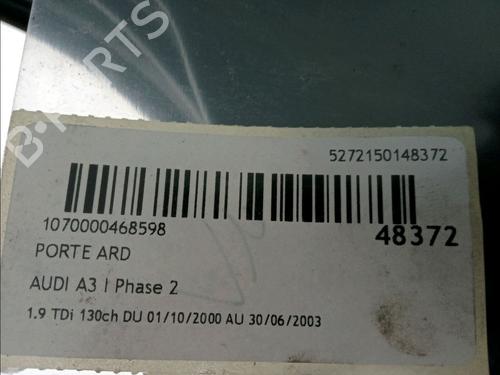 B-PARTS
5272150148372
1070000468598
48372
PORTE ARD
AUDI A3 I Phase 2
1.9 TDi 130ch DU 01/10/2000 AU 30/06/2003